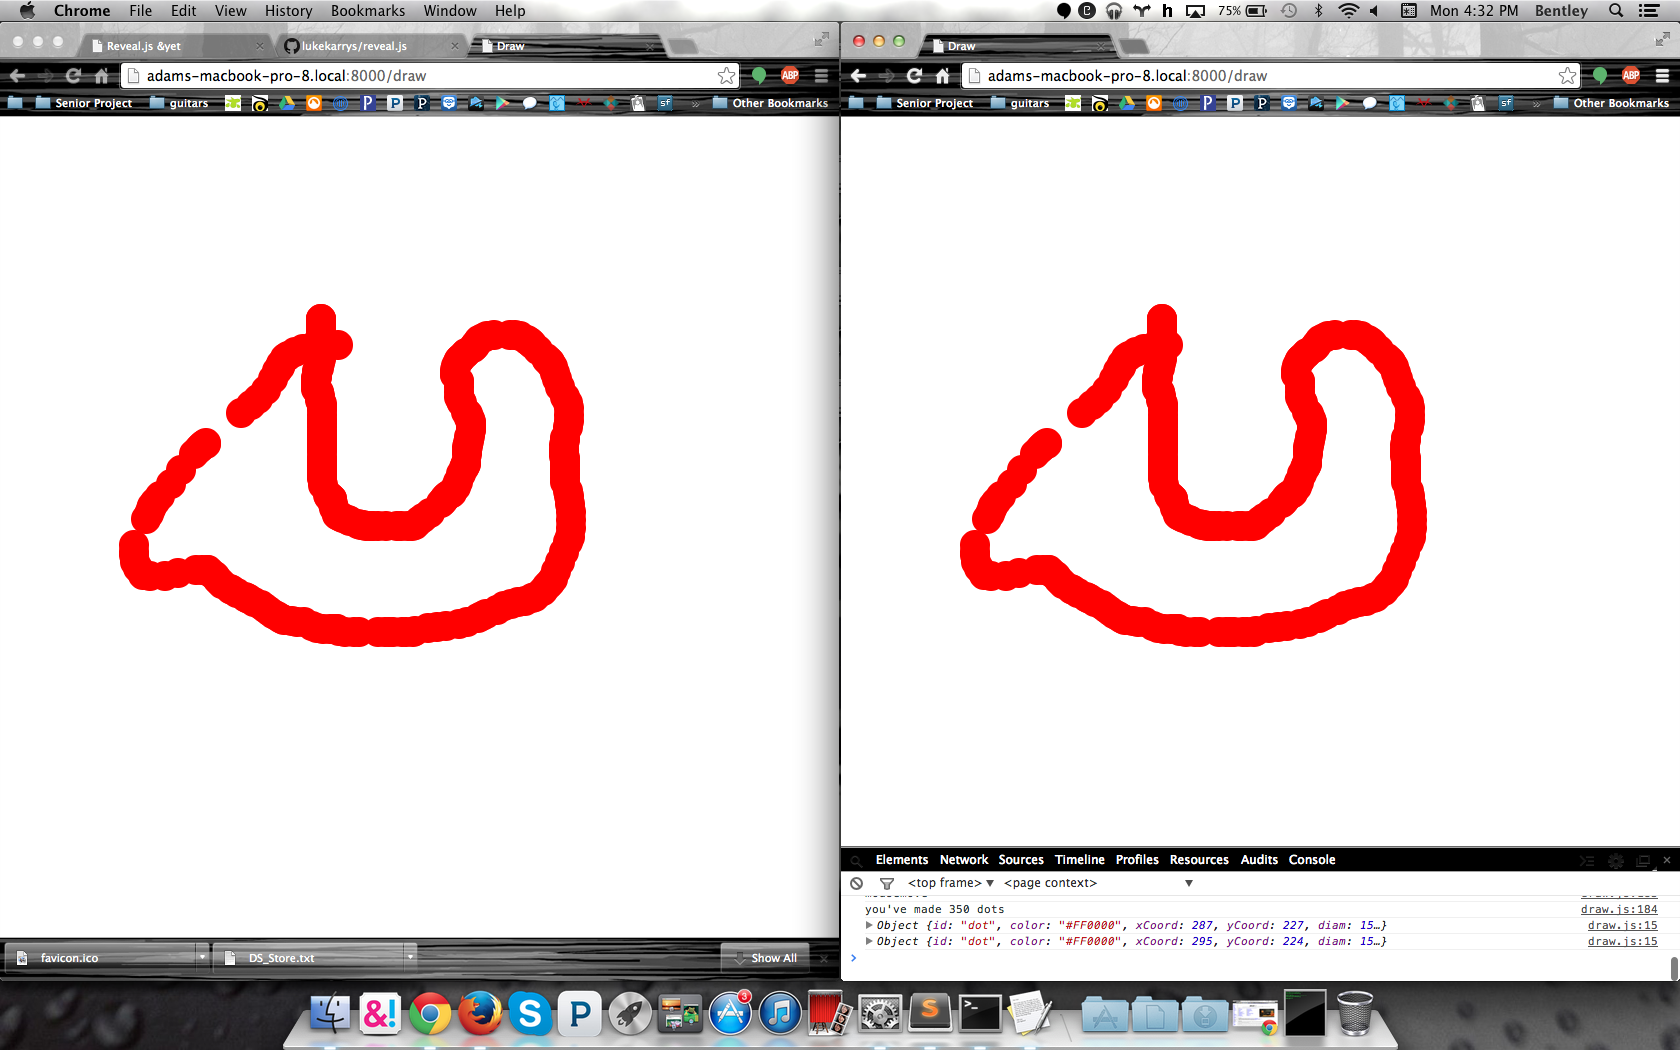 Chrome File Edit View History Bookmarks Window Help 75% Mon 4:32 PM Bentley
Reveal.js &yet lukekarrys/reveal.js Draw
adams-macbook-pro-8.local:8000/draw ABP
Senior Project guitars P P P sf » Other Bookmarks
Draw
adams-macbook-pro-8.local:8000/draw ABP
Senior Project guitars P P P sf » Other Bookmarks
Elements Network Sources Timeline Profiles Resources Audits Console
<top frame> <page context>
you've made 350 dots draw.js:184
Object {id: "dot", color: "#FF0000", xCoord: 287, yCoord: 227, diam: 15…} draw.js:15
Object {id: "dot", color: "#FF0000", xCoord: 295, yCoord: 224, diam: 15…} draw.js:15
favicon.ico DS_Store.txt Show All
&! S P 3 S